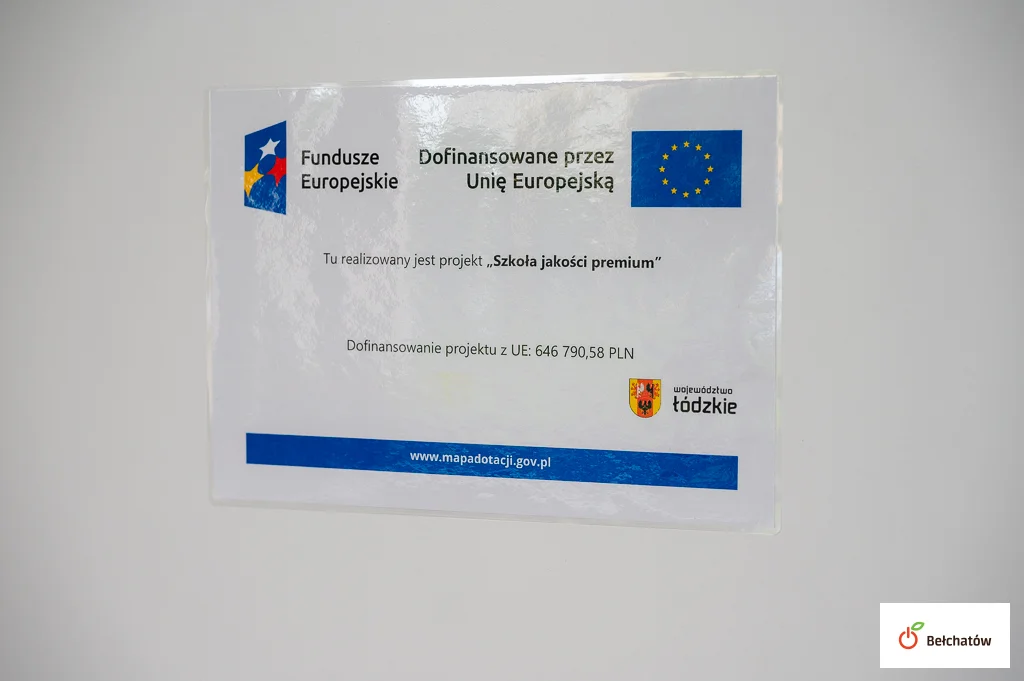 Fundusze
Europejskie
Dofinansowane przez
Unię Europejską
Tu realizowany jest projekt „Szkoła jakości premium”
Dofinansowanie projektu z UE: 646 790,58 PLN
województwo
łódzkie
www.mapadotacji.gov.pl
Bełchatów